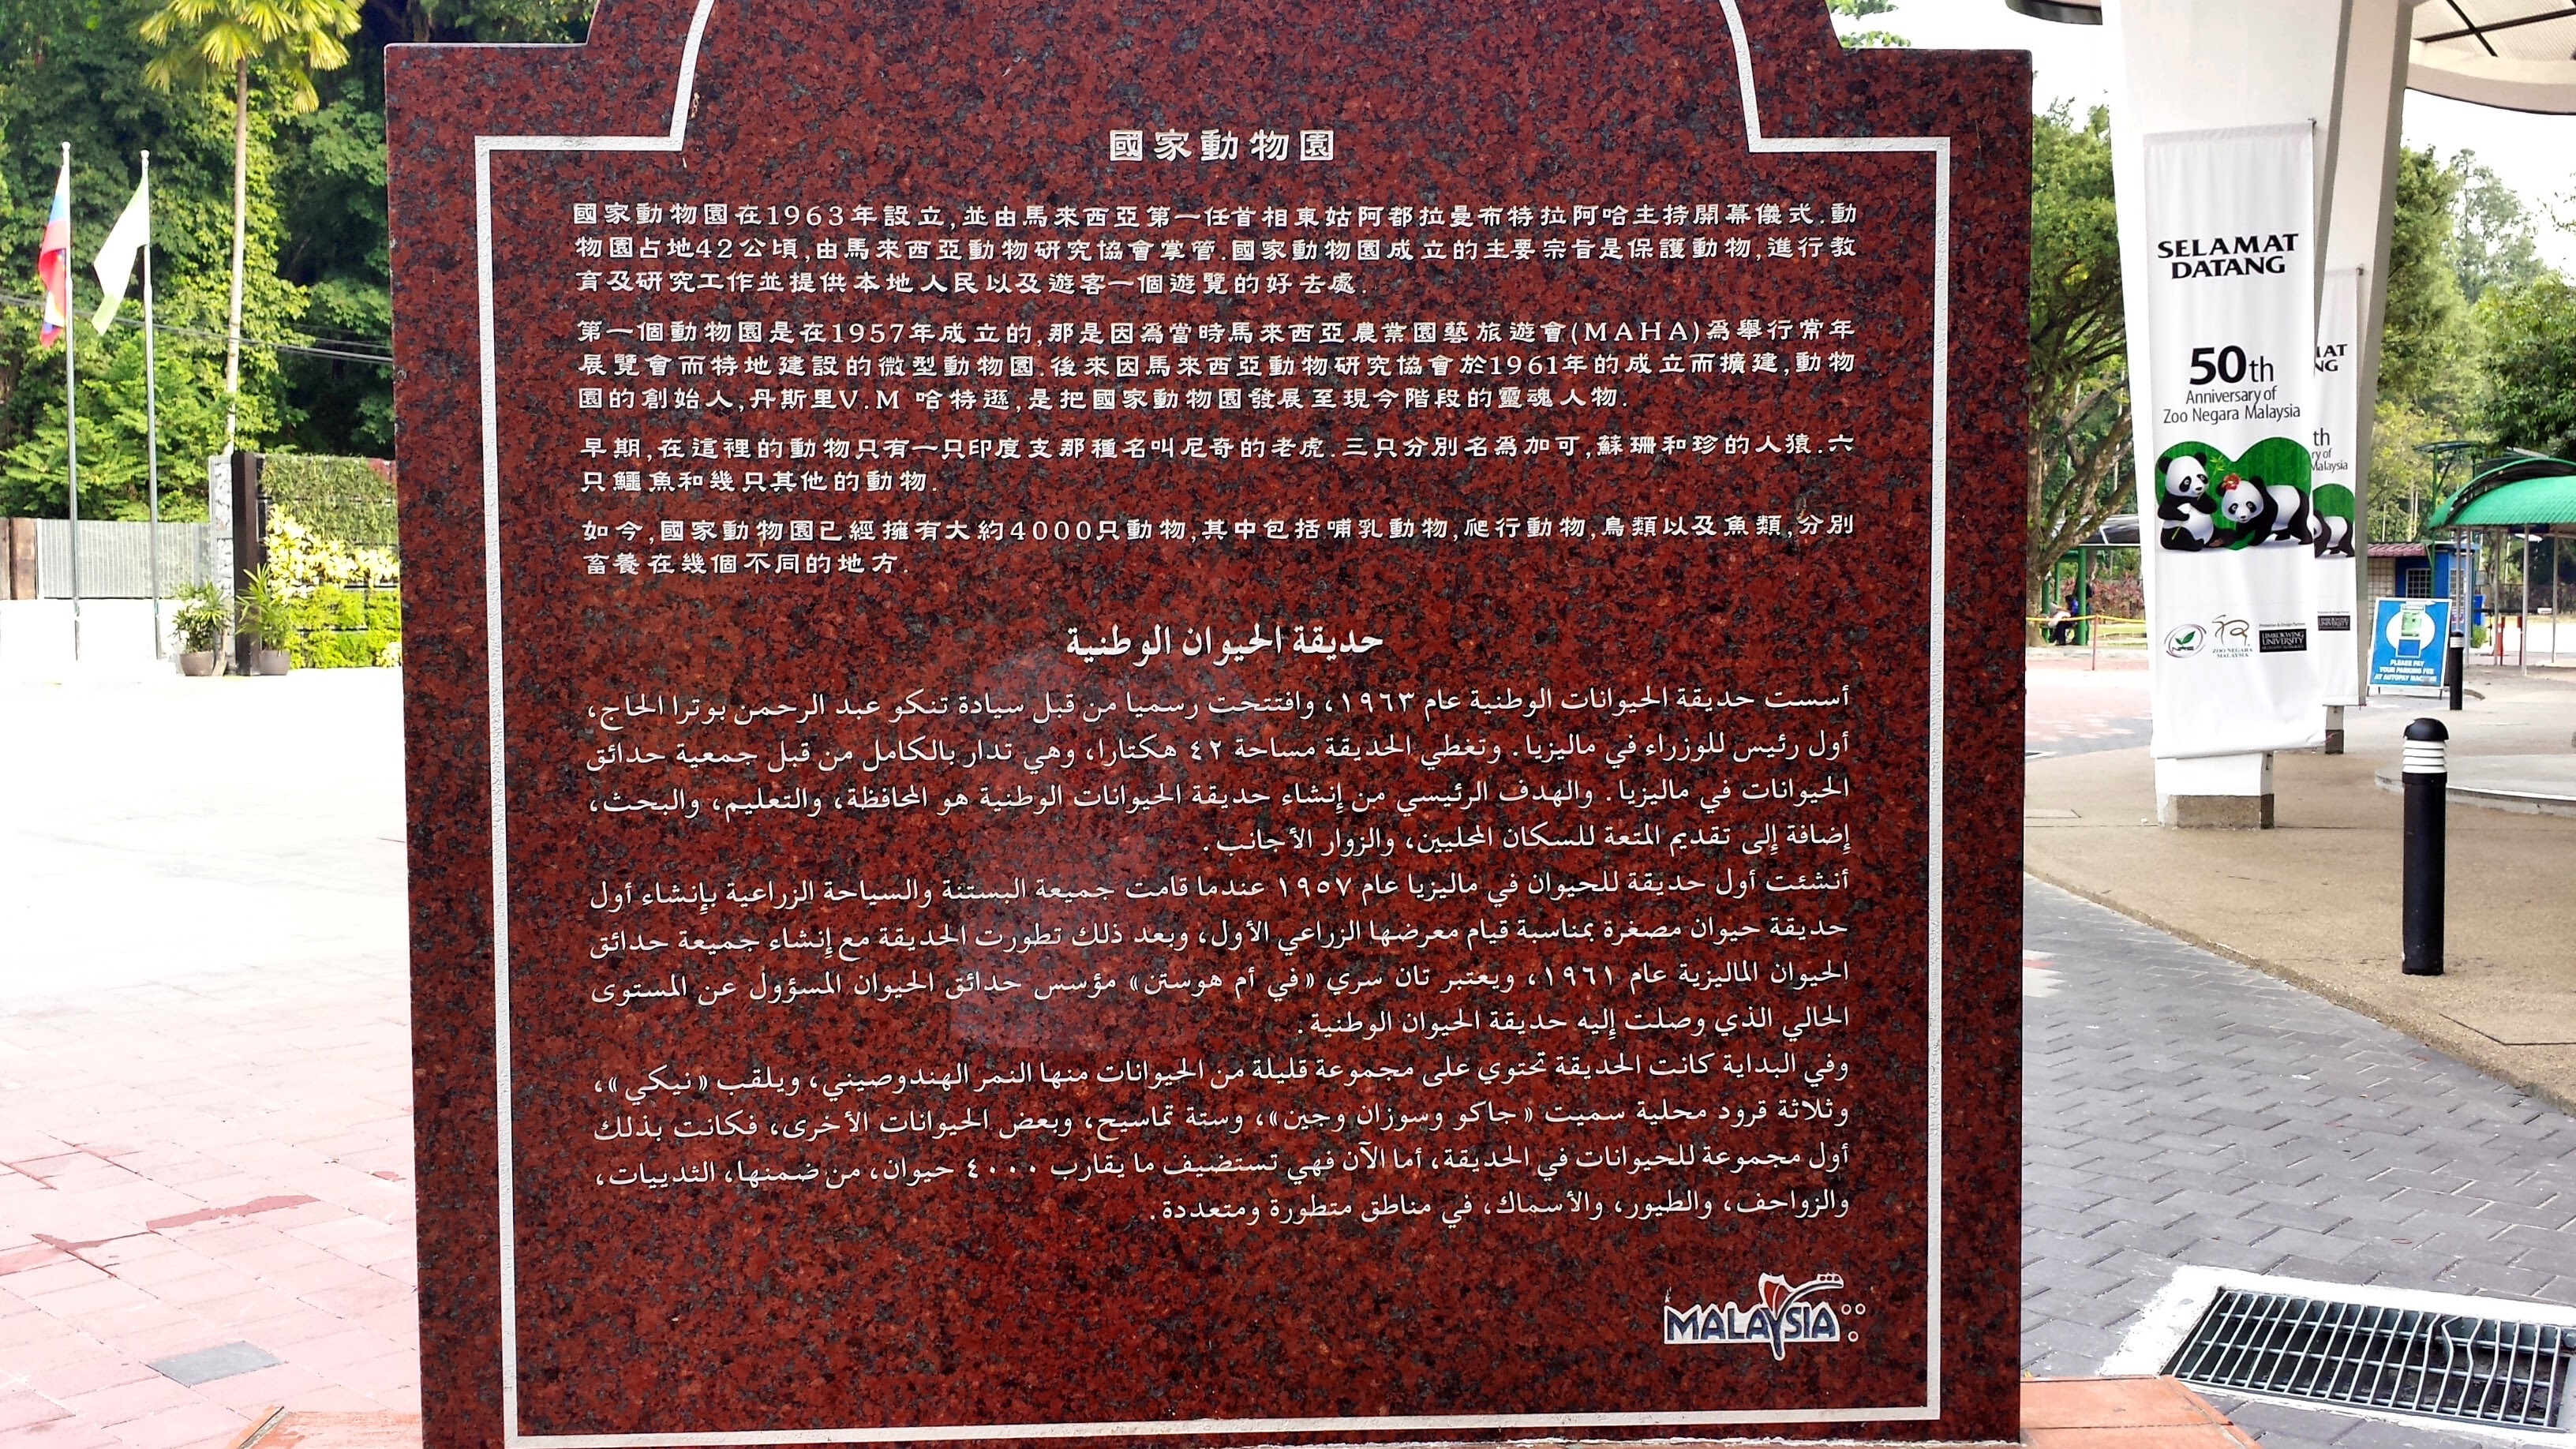 國家動物園
國家動物園在1963年設立,並由馬來西亞第一任首相東姑阿都拉曼布特拉阿哈主持開幕儀式.動
物園占地42公頃,由馬來西亞動物研究協會掌管.國家動物園成立的主要宗旨是保護動物,進行教
育及研究工作並提供本地人民以及遊客一個遊覽的好去處.
第一個動物園是在1957年成立的,那是因為當時馬來西亞農業園藝旅遊會(MAHA)為舉行常年
展覽會而特地建設的微型動物園.後來因馬來西亞動物研究協會於1961年的成立而擴建,動物
園的創始人,丹斯里V.M 哈特遜,是把國家動物園發展至現今階段的靈魂人物.
早期,在這裡的動物只有一只印度支那種名叫尼奇的老虎.三只分別名為加可,蘇珊和珍的人猿.六
只鱷魚和幾只其他的動物.
如今,國家動物園已經擁有大約4000只動物,其中包括哺乳動物,爬行動物,鳥類以及魚類,分別
畜養在幾個不同的地方.
حديقة الحيوان الوطنية
أسست حديقة الحيوانات الوطنية عام ١٩٦٣، وافتتحت رسميا من قبل سيادة تنكو عبد الرحمن بوترا الحاج،
أول رئيس للوزراء في ماليزيا. وتغطي الحديقة مساحة ٤٢ هكتارا، وهي تدار بالكامل من قبل جمعية حدائق
الحيوانات في ماليزيا. والهدف الرئيسي من إنشاء حديقة الحيوانات الوطنية هو المحافظة، والتعليم، والبحث،
إضافة إلى تقديم المتعة للسكان المحليين، والزوار الأجانب.
أنشئت أول حديقة للحيوان في ماليزيا عام ١٩٥٧ عندما قامت جميعة البستنة والسياحة الزراعية بإنشاء أول
حديقة حيوان مصغرة بمناسبة قيام معرضها الزراعي الأول، وبعد ذلك تطورت الحديقة مع إنشاء جميعة حدائق
الحيوان الماليزية عام ١٩٦١، ويعتبر تان سري «في أم هوستن» مؤسس حدائق الحيوان المسؤول عن المستوى
الحالي الذي وصلت إليه حديقة الحيوان الوطنية.
وفي البداية كانت الحديقة تحتوي على مجموعة قليلة من الحيوانات منها النمر الهندوصيني، ويلقب «نيكي»،
وثلاثة قرود محلية سميت «جاكو وسوزان وجين»، وستة تماسيح، وبعض الحيوانات الأخرى، فكانت بذلك
أول مجموعة للحيوانات في الحديقة، أما الآن فهي تستضيف ما يقارب ٤٠٠٠ حيوان، من ضمنها، الثدييات،
والزواحف، والطيور، والأسماك، في مناطق متطورة ومتعددة.
MALAYSIA
SELAMAT
DATANG
50th
Anniversary of
Zoo Negara Malaysia
ZOO NEGARA
MALAYSIA
LIMKOKWING
UNIVERSITY
PLEASE PAY
YOUR PARKING FEE
AT AUTOPAY